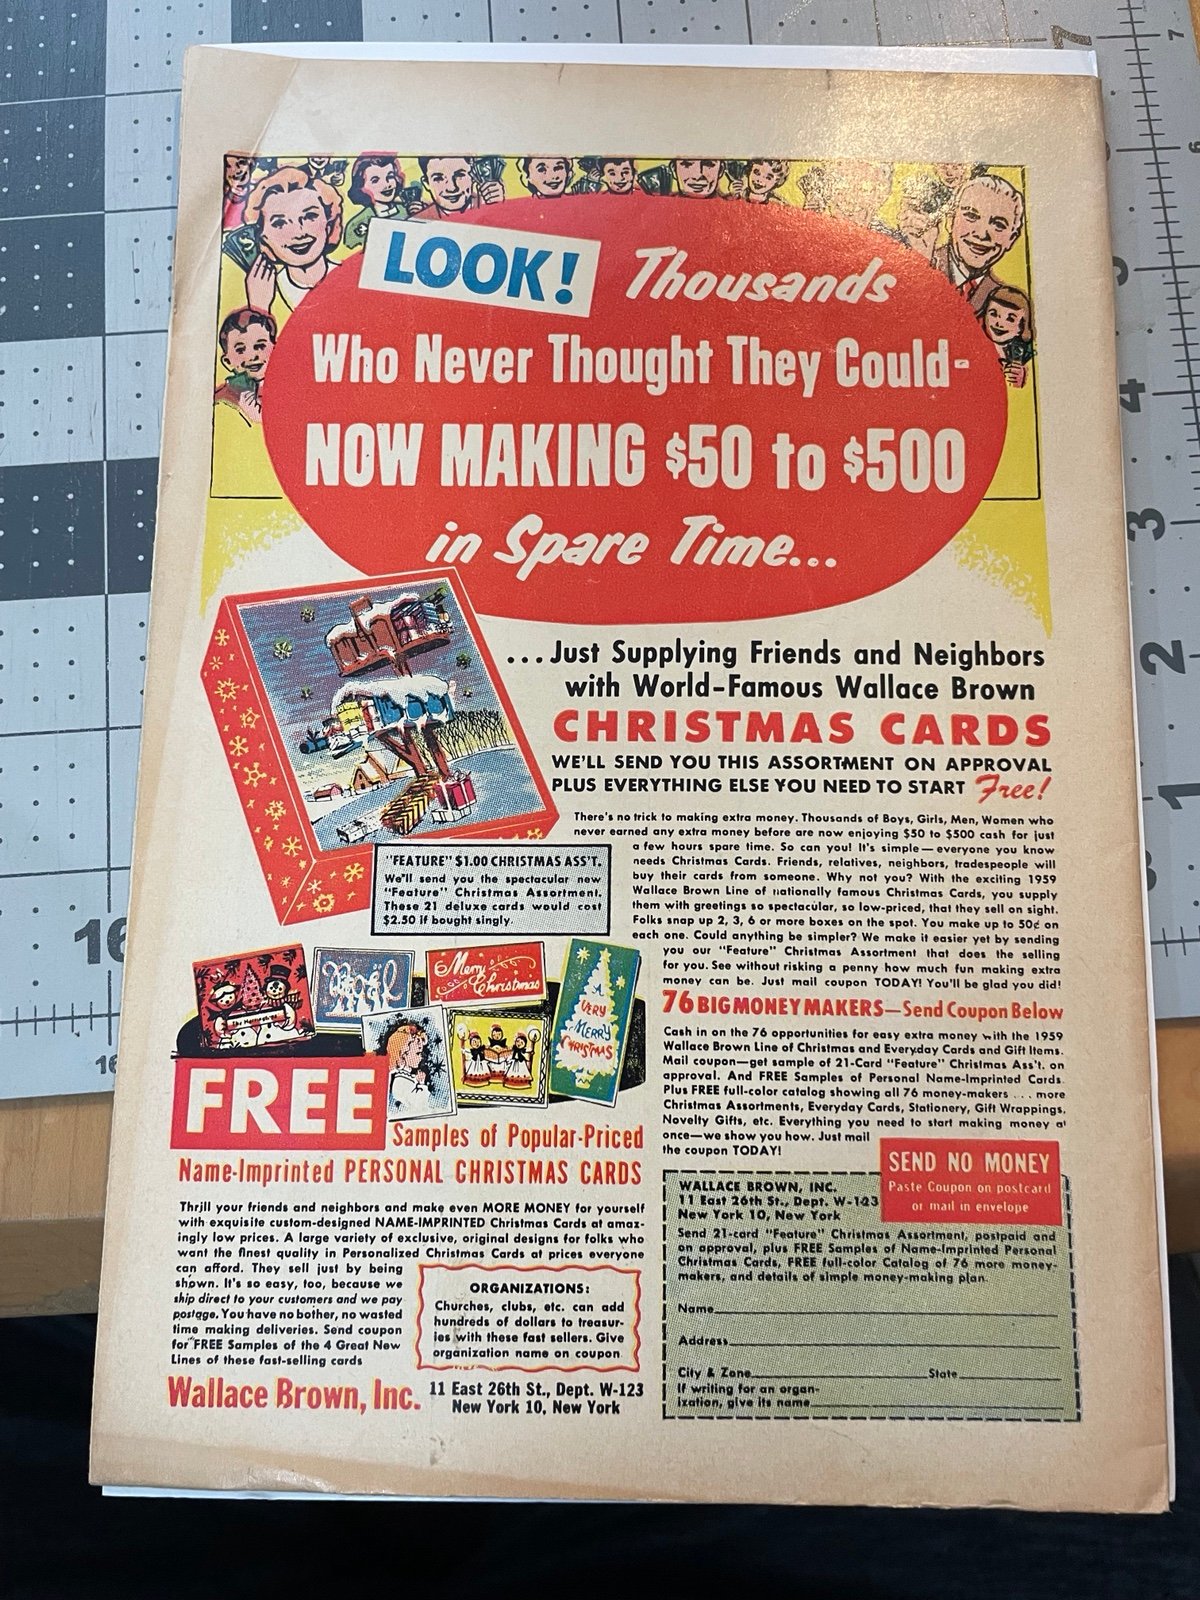 LOOK! Thousands
Who Never Thought They Could-
NOW MAKING $50 to $500
in Spare Time...
...Just Supplying Friends and Neighbors
with World-Famous Wallace Brown
CHRISTMAS CARDS
WE'LL SEND YOU THIS ASSORTMENT ON APPROVAL
PLUS EVERYTHING ELSE YOU NEED TO START Free!
There's no trick to making extra money. Thousands of Boys, Girls, Men, Women who
never earned any extra money before are now enjoying $50 to $500 cash for just
a few hours spare time. So can you! It's simple—everyone you know
needs Christmas Cards. Friends, relatives, neighbors, tradespeople will
buy their cards from someone. Why not you? With the exciting 1959
Wallace Brown Line of nationally famous Christmas Cards, you supply
them with greetings so spectacular, so low-priced, that they sell on sight.
Folks snap up 2, 3, 6 or more boxes on the spot. You make up to 50¢ on
each one. Could anything be simpler? We make it easier yet by sending
you our "Feature" Christmas Assortment that does the selling
for you. See without risking a penny how much fun making extra
money can be. Just mail coupon TODAY! You'll be glad you did!
"FEATURE" $1.00 CHRISTMAS ASS'T.
We'll send you the spectacular new
"Feature" Christmas Assortment.
These 21 deluxe cards would cost
$2.50 if bought singly.
Noel
Merry
Christmas
A
VERY
MERRY
CHRISTMAS
76 BIG MONEY MAKERS—Send Coupon Below
Cash in on the 76 opportunities for easy extra money with the 1959
Wallace Brown Line of Christmas and Everyday Cards and Gift Items.
Mail coupon—get sample of 21-Card "Feature" Christmas Ass't. on
approval. And FREE Samples of Personal Name-Imprinted Cards.
Plus FREE full-color catalog showing all 76 money-makers . . . more
Christmas Assortments, Everyday Cards, Stationery, Gift Wrappings,
Novelty Gifts, etc. Everything you need to start making money at
once—we show you how. Just mail
the coupon TODAY!
FREE
Samples of Popular-Priced
Name-Imprinted PERSONAL CHRISTMAS CARDS
Thrill your friends and neighbors and make even MORE MONEY for yourself
with exquisite custom-designed NAME-IMPRINTED Christmas Cards at amaz-
ingly low prices. A large variety of exclusive, original designs for folks who
want the finest quality in Personalized Christmas Cards at prices everyone
can afford. They sell just by being
shown. It's so easy, too, because we
ship direct to your customers and we pay
postage. You have no bother, no wasted
time making deliveries. Send coupon
for FREE Samples of the 4 Great New
Lines of these fast-selling cards
ORGANIZATIONS:
Churches, clubs, etc. can add
hundreds of dollars to treasur-
ies with these fast sellers. Give
organization name on coupon.
Wallace Brown, Inc. 11 East 26th St., Dept. W-123
New York 10, New York
SEND NO MONEY
Paste Coupon on postcard
or mail in envelope
WALLACE BROWN, INC.
11 East 26th St., Dept. W-123
New York 10, New York
Send 21-card "Feature" Christmas Assortment, postpaid and
on approval, plus FREE Samples of Name-Imprinted Personal
Christmas Cards, FREE full-color Catalog of 76 more money-
makers, and details of simple money-making plan.
Name
Address
City & Zone State
If writing for an organ-
ization, give its name
16
16
7
6
5
4
3
2
1